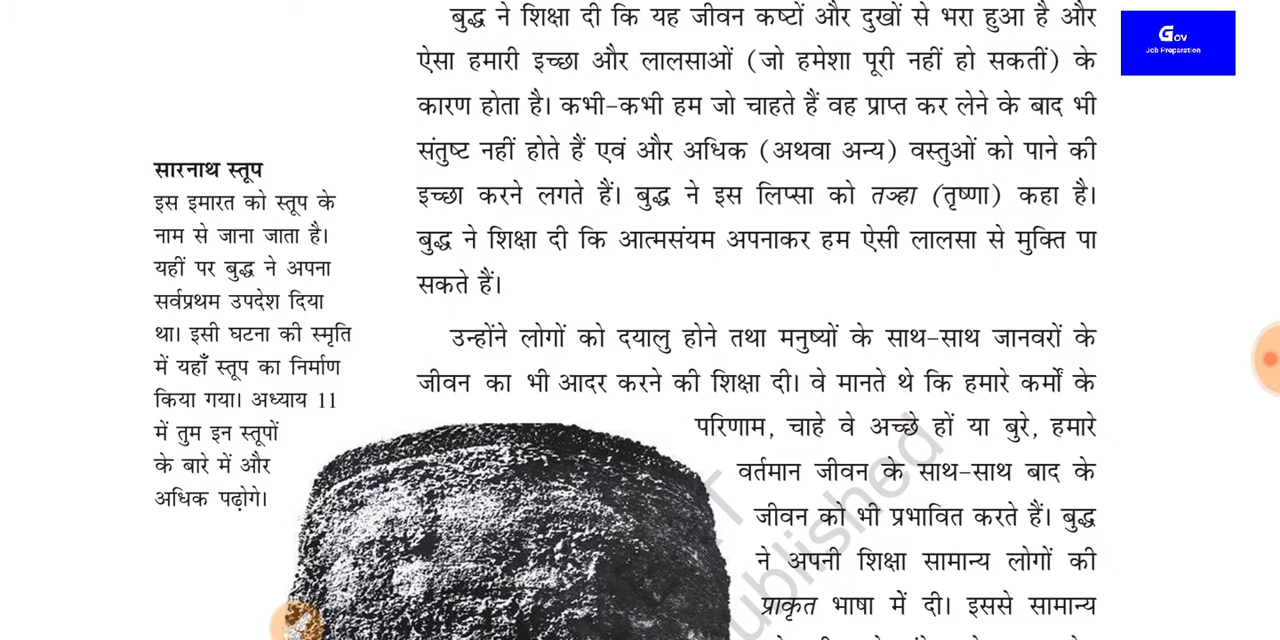 बुद्ध ने शिक्षा दी कि यह जीवन कष्टों और दुखों से भरा हुआ है और
ऐसा हमारी इच्छा और लालसाओं (जो हमेशा पूरी नहीं हो सकतीं) के
कारण होता है। कभी-कभी हम जो चाहते हैं वह प्राप्त कर लेने के बाद भी
संतुष्ट नहीं होते हैं एवं और अधिक (अथवा अन्य) वस्तुओं को पाने की
इच्छा करने लगते हैं। बुद्ध ने इस लिप्सा को तञ्हा (तृष्णा) कहा है।
बुद्ध ने शिक्षा दी कि आत्मसंयम अपनाकर हम ऐसी लालसा से मुक्ति पा
सकते हैं।
उन्होंने लोगों को दयालु होने तथा मनुष्यों के साथ-साथ जानवरों के
जीवन का भी आदर करने की शिक्षा दी। वे मानते थे कि हमारे कर्मों के
परिणाम, चाहे वे अच्छे हों या बुरे, हमारे
वर्तमान जीवन के साथ-साथ बाद के
जीवन को भी प्रभावित करते हैं। बुद्ध
ने अपनी शिक्षा सामान्य लोगों की
प्राकृत भाषा में दी। इससे सामान्य
सारनाथ स्तूप
इस इमारत को स्तूप के
नाम से जाना जाता है।
यहीं पर बुद्ध ने अपना
सर्वप्रथम उपदेश दिया
था। इसी घटना की स्मृति
में यहाँ स्तूप का निर्माण
किया गया। अध्याय 11
में तुम इन स्तूपों
के बारे में और
अधिक पढ़ोगे।
Gov
Job Preparation